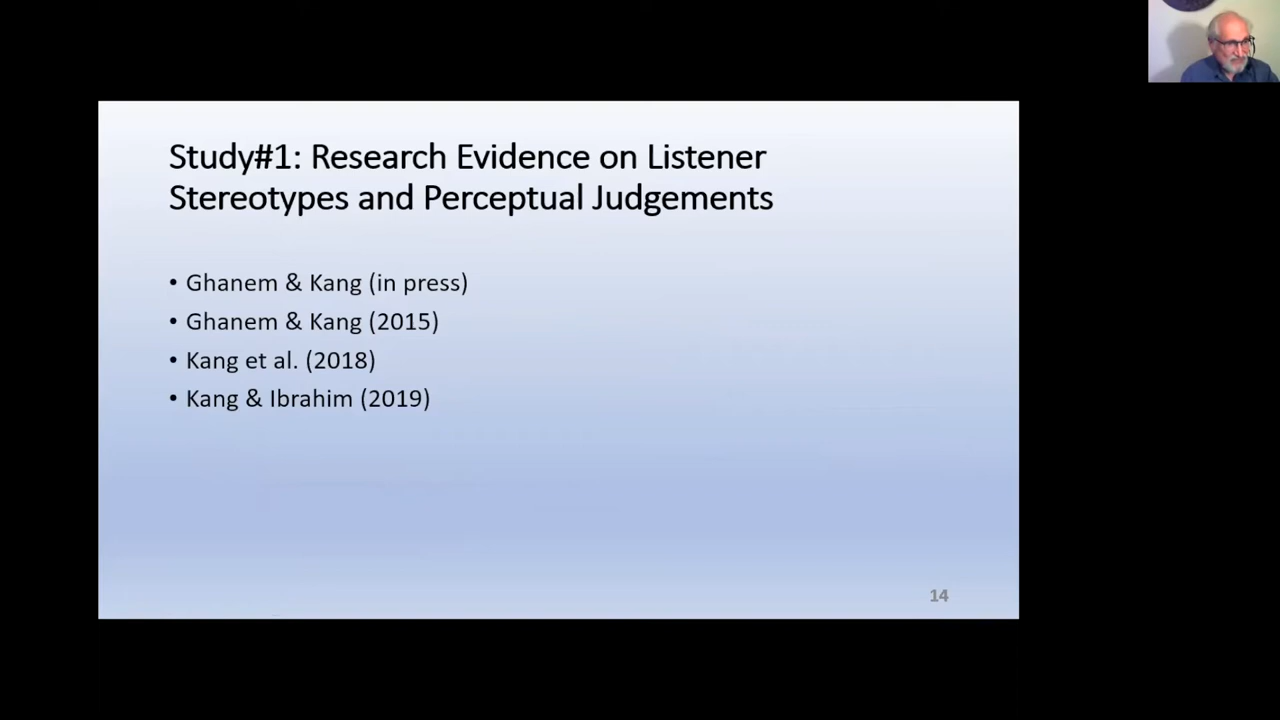 Study#1: Research Evidence on Listener
Stereotypes and Perceptual Judgements
• Ghanem & Kang (in press)
• Ghanem & Kang (2015)
• Kang et al. (2018)
• Kang & Ibrahim (2019)
14